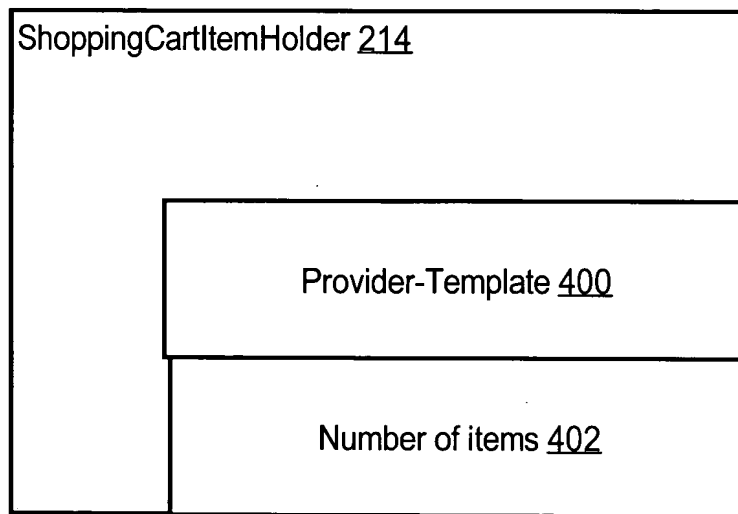 ShoppingCartItemHolder 214
Provider-Template 400
Number of items 402